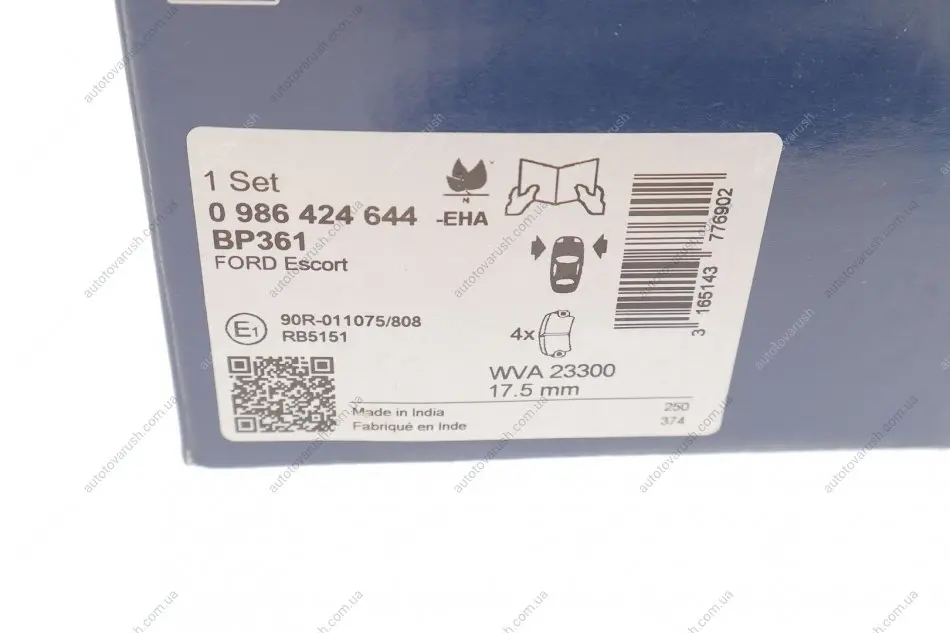 1 Set
0 986 424 644 -EHA
BP361
FORD Escort
N
E1
90R-011075/808
RB5151
4x
WVA 23300
17.5 mm
Made in India
Fabriqué en Inde
250
374
3 165143 776902
autotovarush.com.ua